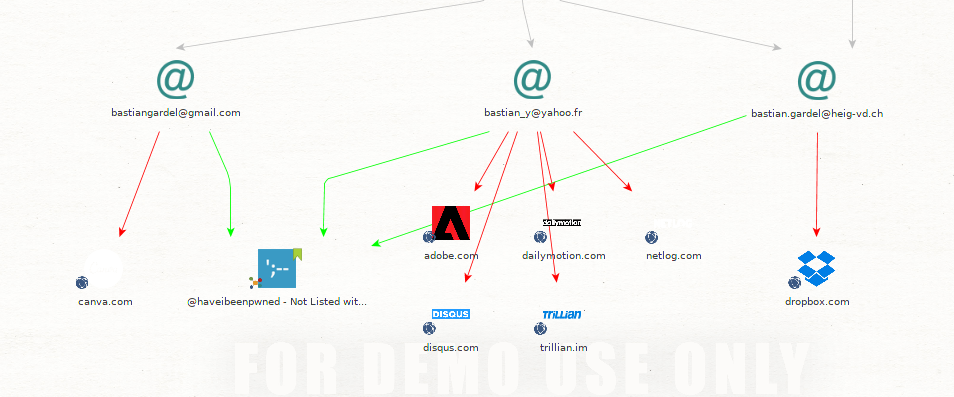 @ @ @
bastiangardel@gmail.com bastian_y@yahoo.fr bastian.gardel@heig-vd.ch
dailymotion
adobe.com dailymotion.com netlog.com
';--
canva.com @haveibeenpwned - Not Listed wit... dropbox.com
DISQUS TRILLIAN
disqus.com trillian.im
FOR DEMO USE ONLY